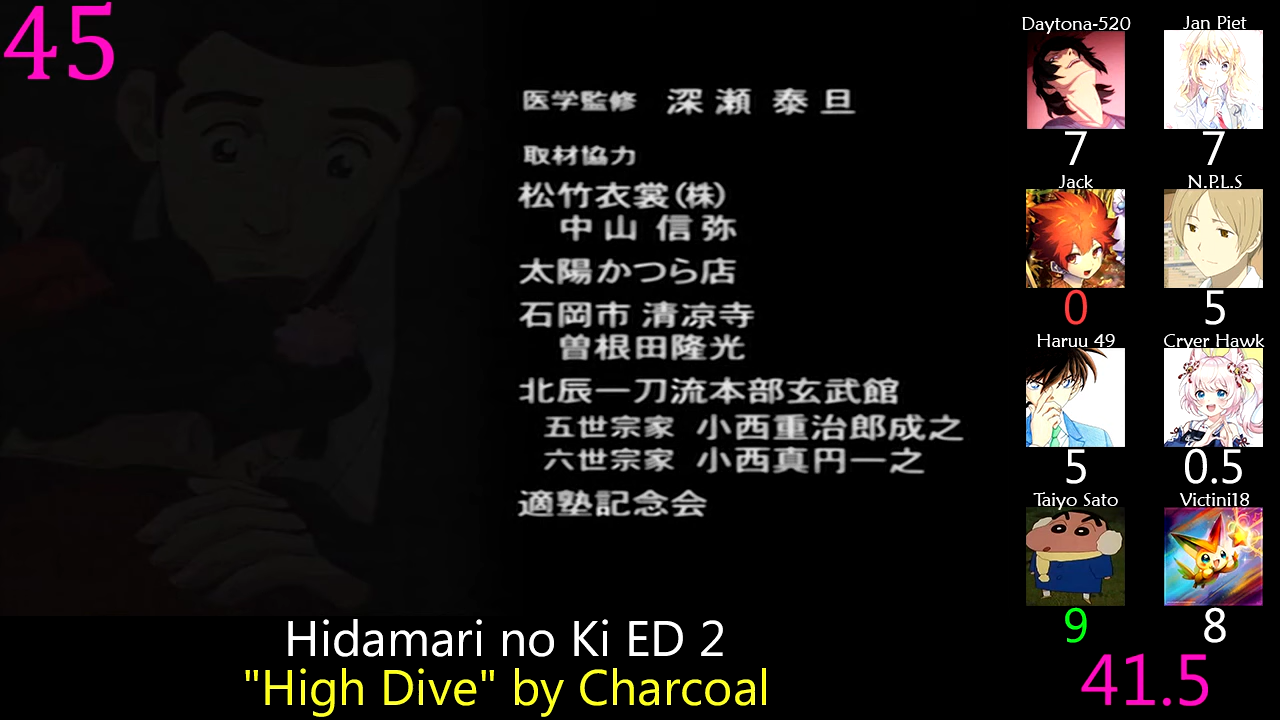 45
医学監修 深瀬 泰旦
取材協力
松竹衣裳(株)
中山 信弥
太陽かつら店
石岡市 清凉寺
曽根田隆光
北辰一刀流本部玄武館
五世宗家 小西重治郎成之
六世宗家 小西真円一之
適塾記念会
Hidamari no Ki ED 2
"High Dive" by Charcoal
Daytona-520 Jan Piet
7 7
Jack N.P.L.S
0 5
Haruu 49 Cryer Hawk
5 0.5
Taiyo Sato Victini18
9 8
41.5